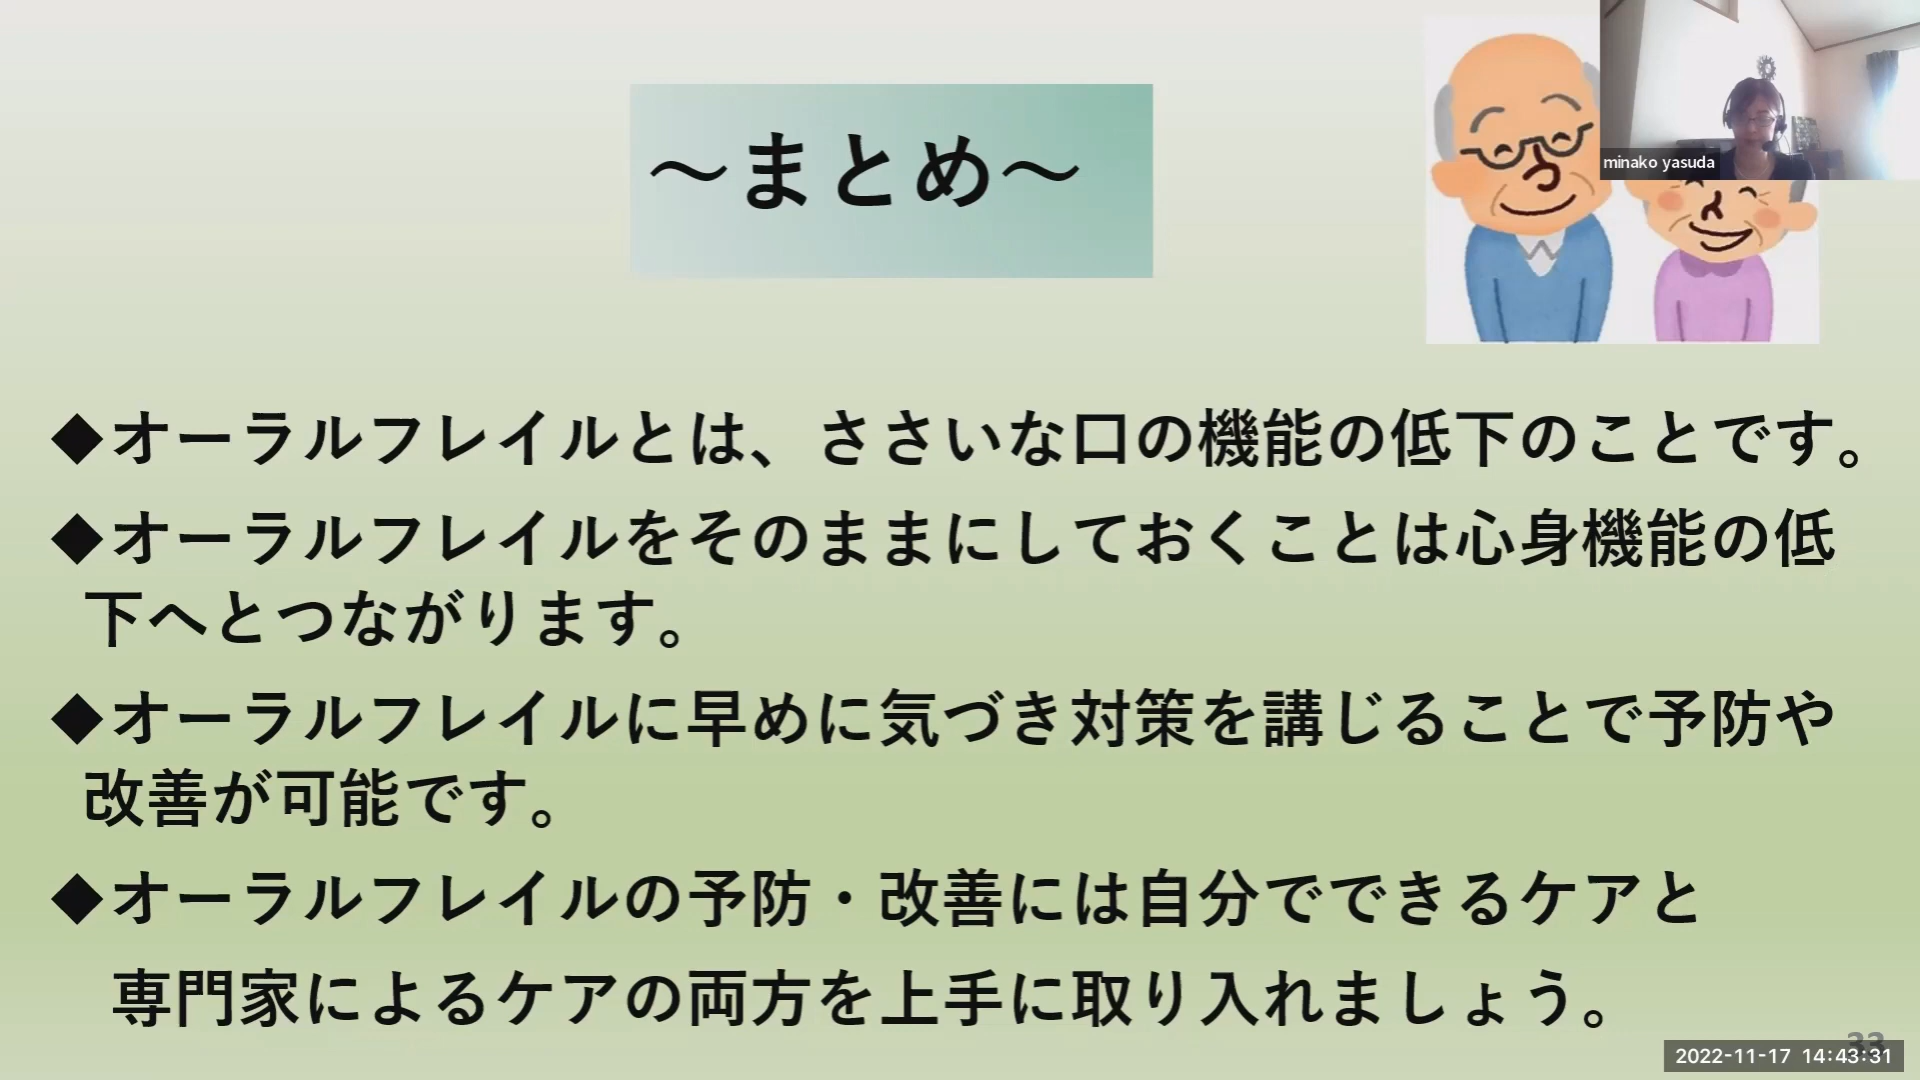 ～まとめ～
minako yasuda
◆オーラルフレイルとは、ささいな口の機能の低下のことです。
◆オーラルフレイルをそのままにしておくことは心身機能の低
下へとつながります。
◆オーラルフレイルに早めに気づき対策を講じることで予防や
改善が可能です。
◆オーラルフレイルの予防・改善には自分でできるケアと
専門家によるケアの両方を上手に取り入れましょう。
33
2022-11-17 14:43:31